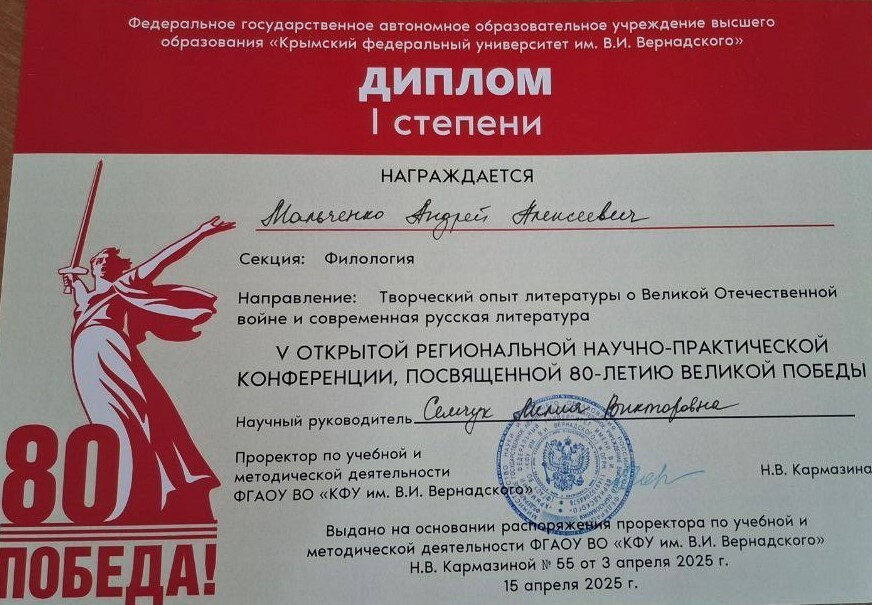 Федеральное государственное автономное образовательное учреждение высшего
образования «Крымский федеральный университет им. В.И. Вернадского»
ДИПЛОМ
I степени
НАГРАЖДАЕТСЯ
Мальченко Андрей Алексеевич
Секция: Филология
Направление: Творческий опыт литературы о Великой Отечественной
войне и современная русская литература
V ОТКРЫТОЙ РЕГИОНАЛЬНОЙ НАУЧНО-ПРАКТИЧЕСКОЙ
КОНФЕРЕНЦИИ, ПОСВЯЩЕННОЙ 80-ЛЕТИЮ ВЕЛИКОЙ ПОБЕДЫ
Научный руководитель Семчук Лилия Викторовна
Проректор по учебной и
методической деятельности
ФГАОУ ВО «КФУ им. В.И. Вернадского»
Н.В. Кармазина
80
ПОБЕДА!
Выдано на основании распоряжения проректора по учебной и
методической деятельности ФГАОУ ВО «КФУ им. В.И. Вернадского»
Н.В. Кармазиной № 55 от 3 апреля 2025 г.
15 апреля 2025 г.